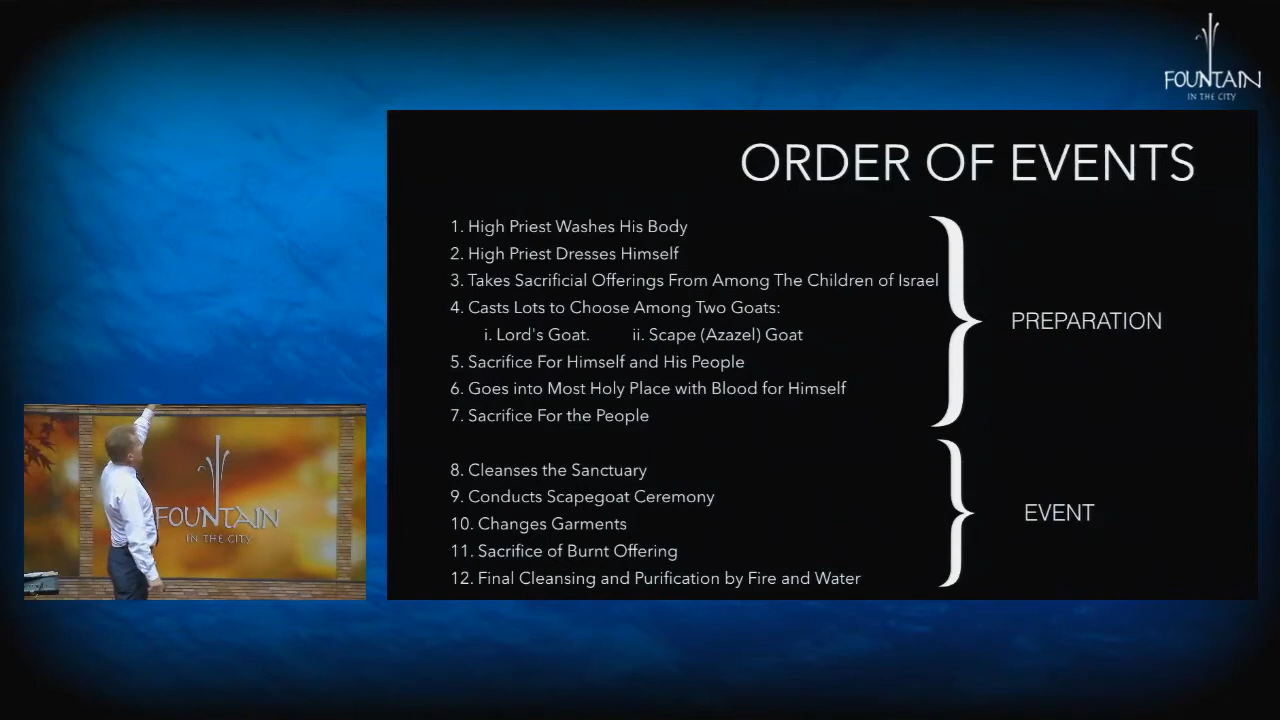 FOUNTAIN
IN THE CITY
ORDER OF EVENTS
1. High Priest Washes His Body
2. High Priest Dresses Himself
3. Takes Sacrificial Offerings From Among The Children of Israel
4. Casts Lots to Choose Among Two Goats:
i. Lord's Goat. ii. Scape (Azazel) Goat
5. Sacrifice For Himself and His People
6. Goes into Most Holy Place with Blood for Himself
7. Sacrifice For the People
PREPARATION
8. Cleanses the Sanctuary
9. Conducts Scapegoat Ceremony
10. Changes Garments
11. Sacrifice of Burnt Offering
12. Final Cleansing and Purification by Fire and Water
EVENT
FOUNTAIN
IN THE CITY